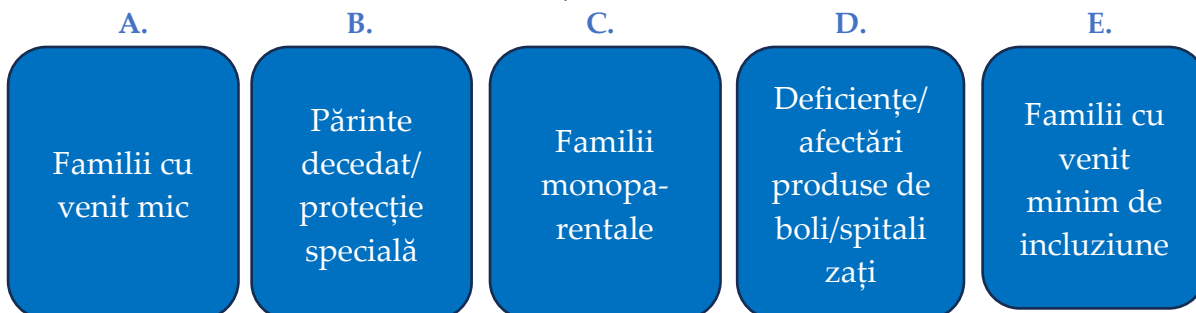 A.
B.
C.
D.
E.
Familii cu
venit mic
Părinte
decedat/
protecție
specială
Familii
monopa-
rentale
Deficiențe/
afectări
produse de
boli/spitali
zați
Familii cu
venit
minim de
incluziune